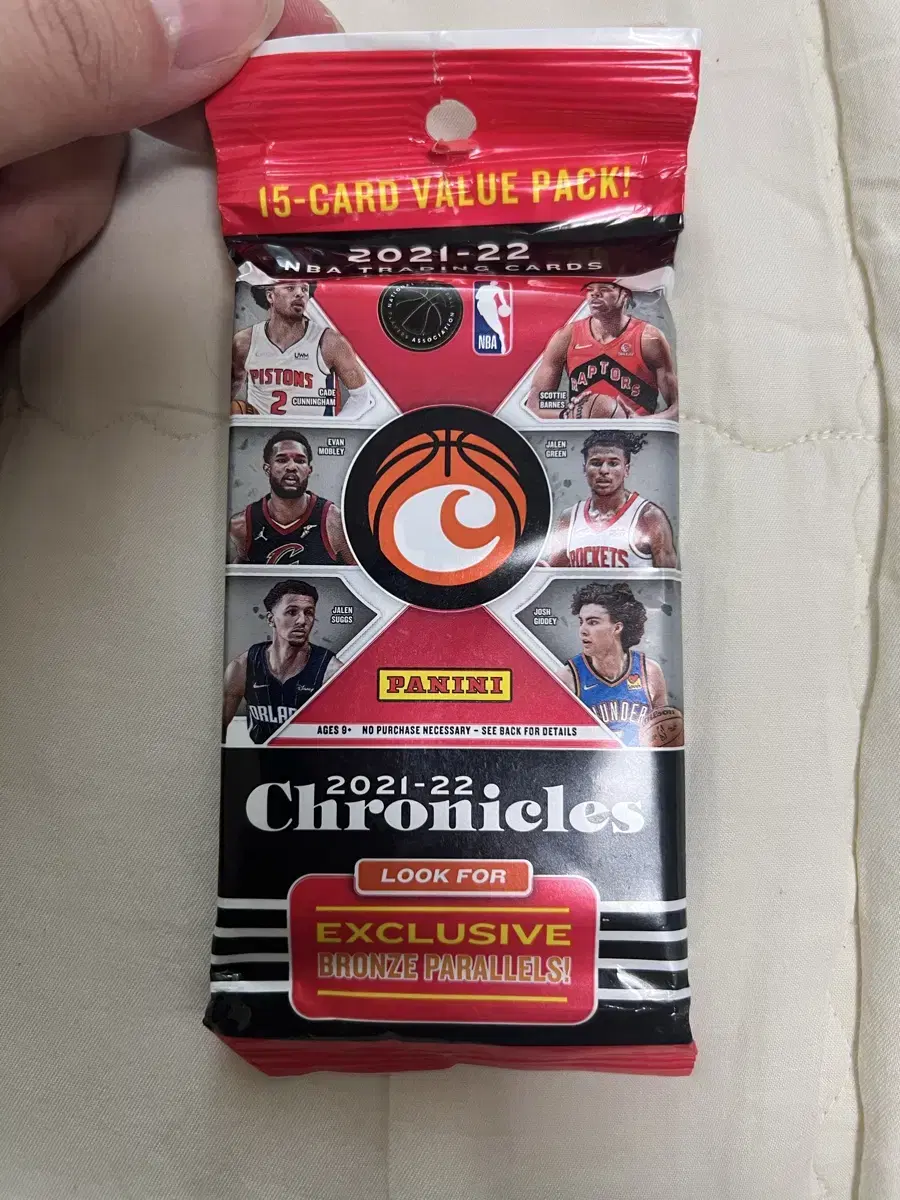 15-CARD VALUE PACK!
2021-22
NBA TRADING CARDS
NBA
ASSOCIATION
PISTONS
2
CADE
CUNNINGHAM
RAPTORS
SCOTTIE
BARNES
EVAN
MOBLEY
JALEN
GREEN
C
C
ROCKETS
JALEN
SUGGS
JOSH
GIDDEY
ORLA
THUNDER
PANINI
AGES 9+ NO PURCHASE NECESSARY - SEE BACK FOR DETAILS
2021-22
Chronicles
LOOK FOR
EXCLUSIVE
BRONZE PARALLELS!